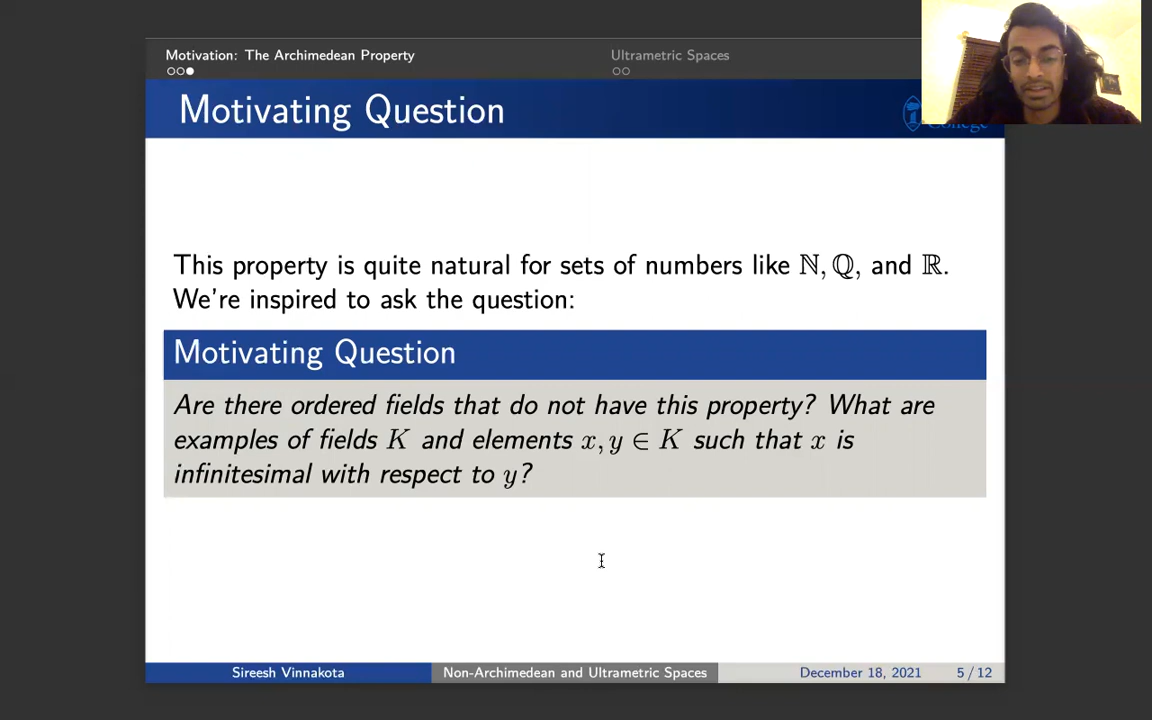 Motivation: The Archimedean Property
Ultrametric Spaces
Motivating Question
College
This property is quite natural for sets of numbers like ℕ, ℚ, and ℝ.
We're inspired to ask the question:
Motivating Question
Are there ordered fields that do not have this property? What are
examples of fields K and elements x, y ∈ K such that x is
infinitesimal with respect to y?
Sireesh Vinnakota
Non-Archimedean and Ultrametric Spaces
December 18, 2021
5 / 12